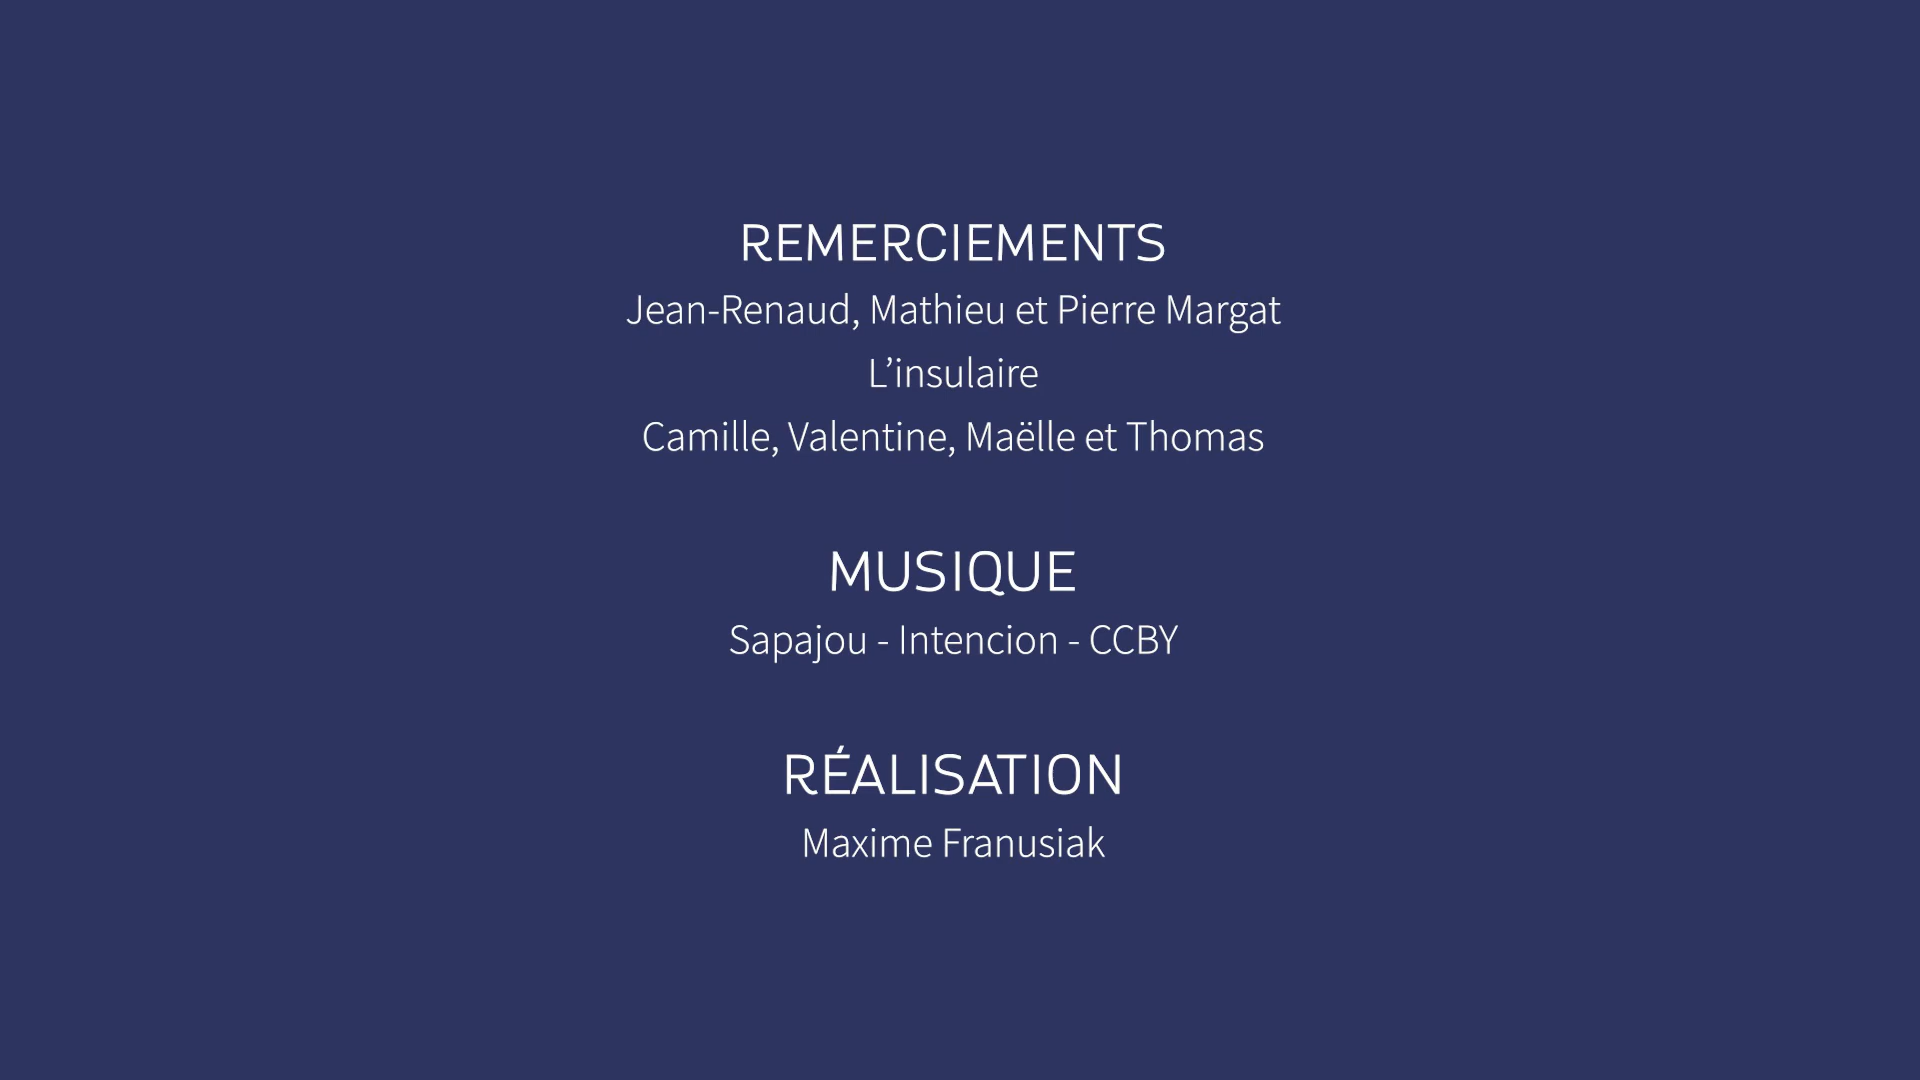 REMERCIEMENTS
Jean-Renaud, Mathieu et Pierre Margat
L’insulaire
Camille, Valentine, Maëlle et Thomas
MUSIQUE
Sapajou - Intencion - CCBY
RÉALISATION
Maxime Franusiak